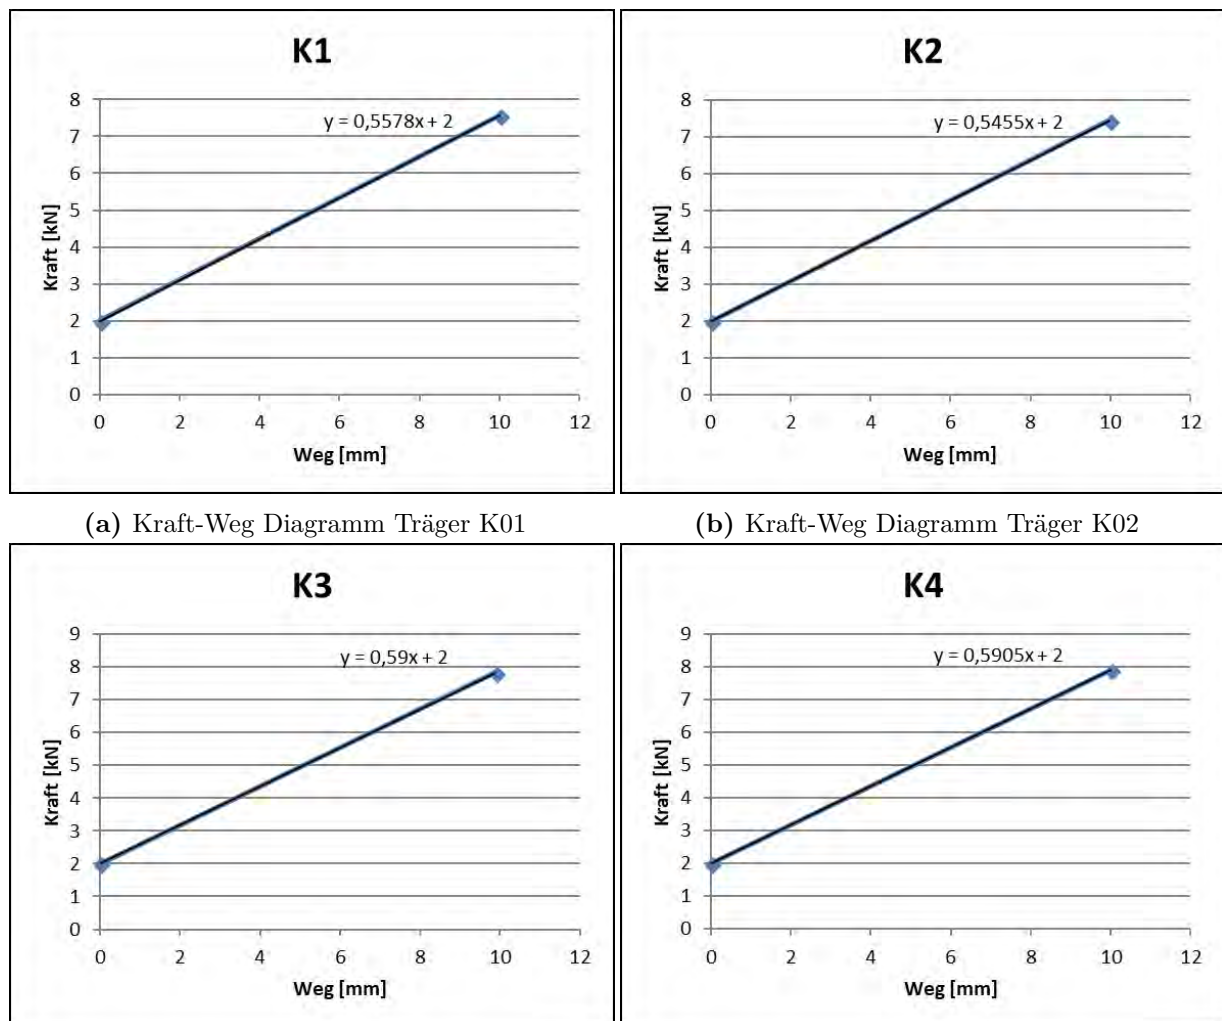 K1
8
7
6
5
4
3
2
1
0
Kraft [kN]
y = 0,5578x + 2
0 2 4 6 8 10 12
Weg [mm]
K2
8
7
6
5
4
3
2
1
0
Kraft [kN]
y = 0,5455x + 2
0 2 4 6 8 10 12
Weg [mm]
(a) Kraft-Weg Diagramm Träger K01
(b) Kraft-Weg Diagramm Träger K02
K3
9
8
7
6
5
4
3
2
1
0
Kraft [kN]
y = 0,59x + 2
0 2 4 6 8 10 12
Weg [mm]
K4
9
8
7
6
5
4
3
2
1
0
Kraft [kN]
y = 0,5905x + 2
0 2 4 6 8 10 12
Weg [mm]